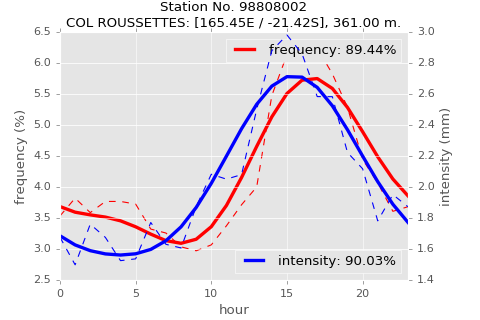 Station No. 98808002
COL ROUSSETTES: [165.45E / -21.42S], 361.00 m.
frequency: 89.44%
intensity: 90.03%
frequency (%)
6.5
6.0
5.5
5.0
4.5
4.0
3.5
3.0
2.5
intensity (mm)
3.0
2.8
2.6
2.4
2.2
2.0
1.8
1.6
1.4
0 5 10 15 20
hour